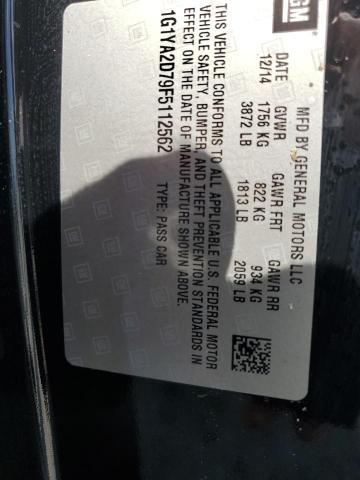 GM
MFD BY GENERAL MOTORS LLC
DATE GVWR GAWR FRT GAWR RR
12/14 1756 KG 822 KG 934 KG
3872 LB 1813 LB 2059 LB
THIS VEHICLE CONFORMS TO ALL APPLICABLE U.S. FEDERAL MOTOR
VEHICLE SAFETY, BUMPER, AND THEFT PREVENTION STANDARDS IN
EFFECT ON THE DATE OF MANUFACTURE SHOWN ABOVE.
1G1YA2D79F5112562 TYPE: PASS CAR